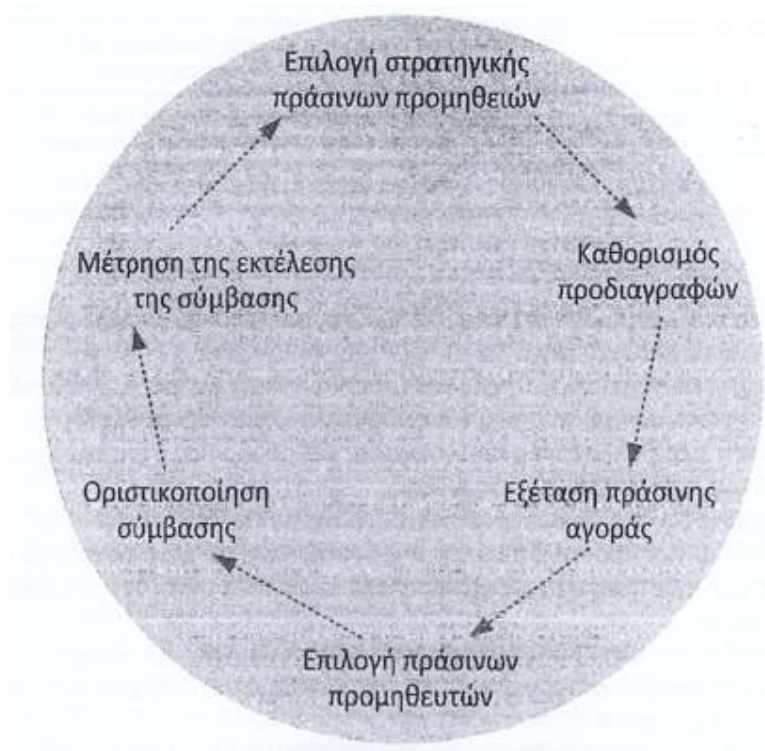 Επιλογή στρατηγικής
πράσινων προμηθειών
Καθορισμός
προδιαγραφών
Εξέταση πράσινης
αγοράς
Επιλογή πράσινων
προμηθευτών
Οριστικοποίηση
σύμβασης
Μέτρηση της εκτέλεσης
της σύμβασης